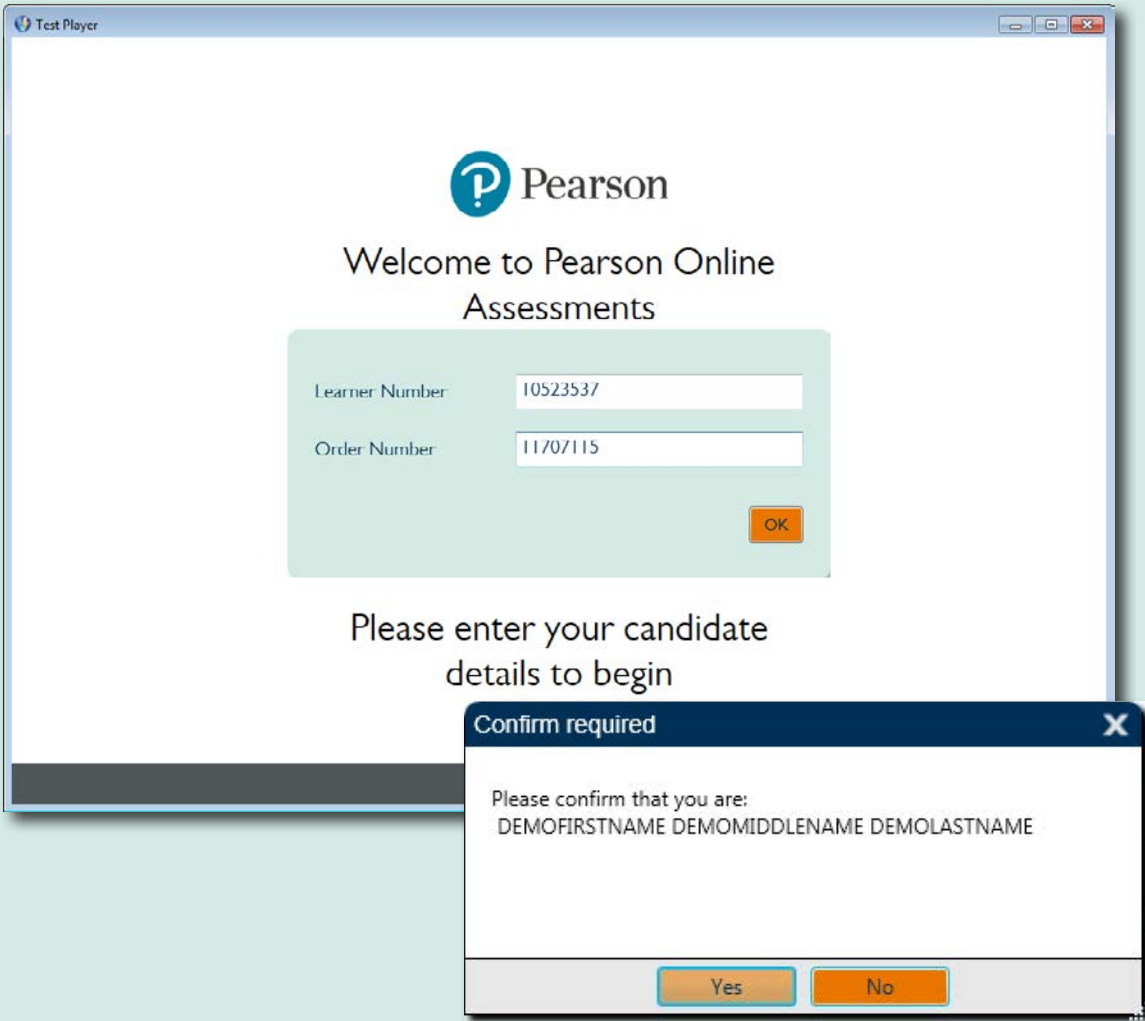 Test Player
Pearson
Welcome to Pearson Online
Assessments
Learner Number
10523537
Order Number
11707115
OK
Please enter your candidate
details to begin
Confirm required
X
Please confirm that you are:
DEMOFIRSTNAME DEMOMIDDLENAME DEMOLASTNAME
Yes
No